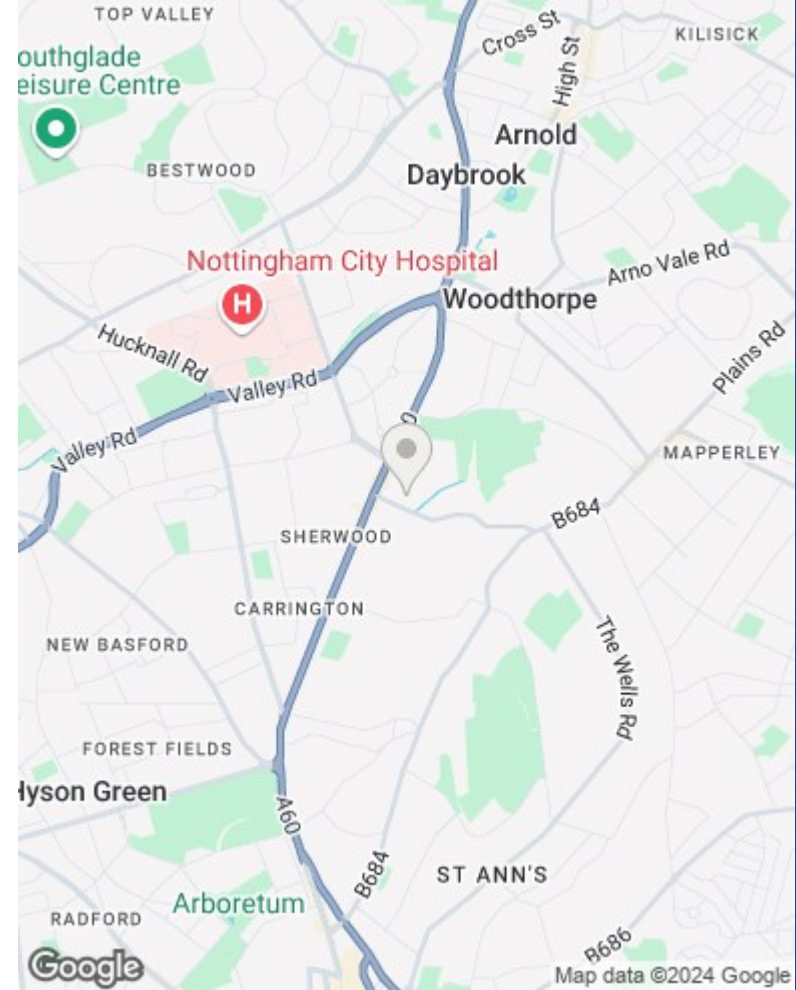 TOP VALLEY
Cross St
KILISICK
outhglade
eisure Centre
High St
Arnold
BESTWOOD
Daybrook
Nottingham City Hospital
H
Arno Vale Rd
Woodthorpe
Hucknall Rd
Plains Rd
Valley Rd
Valley Rd
0
MAPPERLEY
B684
SHERWOOD
CARRINGTON
The Wells Rd
NEW BASFORD
FOREST FIELDS
Hyson Green
A60
B684
ST ANN'S
Arboretum
RADFORD
B686
Google
Map data ©2024 Google